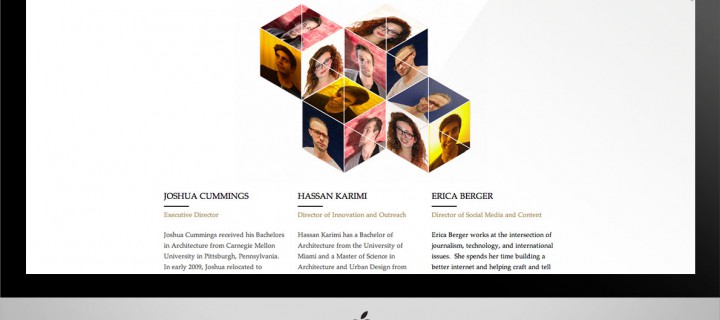 JOSHUA CUMMINGS
Executive Director
Joshua Cummings received his Bachelors
in Architecture from Carnegie Mellon
University in Pittsburgh, Pennsylvania.
In early 2009, Joshua relocated to
HASSAN KARIMI
Director of Innovation and Outreach
Hassan Karimi has a Bachelor of
Architecture from the University of
Miami and a Master of Science in
Architecture and Urban Design from
ERICA BERGER
Director of Social Media and Content
Erica Berger works at the intersection of
journalism, technology, and international
issues. She spends her time building a
better internet and helping craft and tell